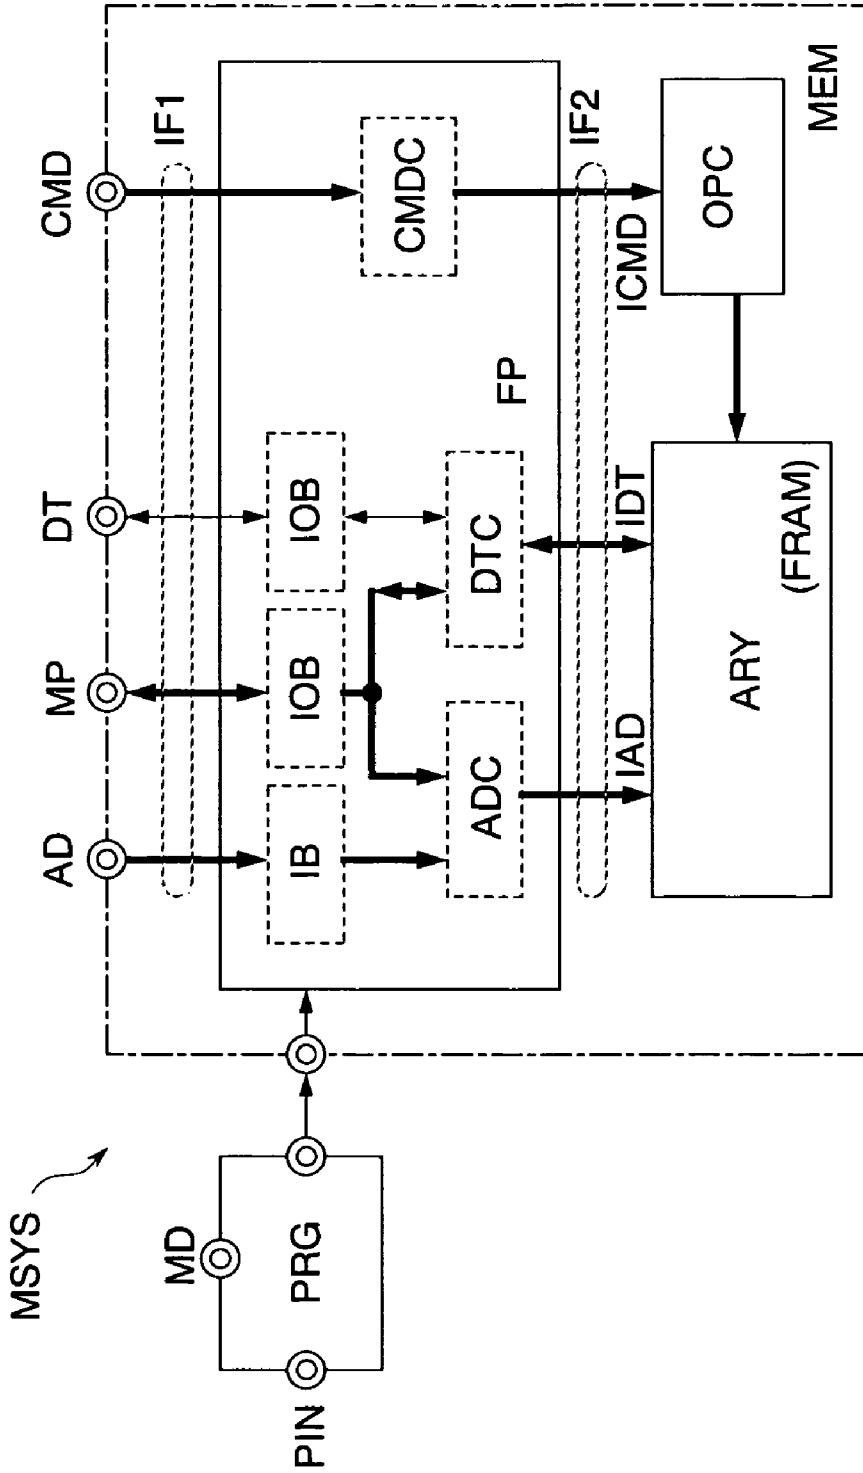 MSYS
PIN
MD
PRG
AD
MP
DT
CMD
IF1
IB
IOB
IOB
CMDC
ADC
DTC
FP
IF2
IAD
IDT
ICMD
ARY
(FRAM)
OPC
MEM